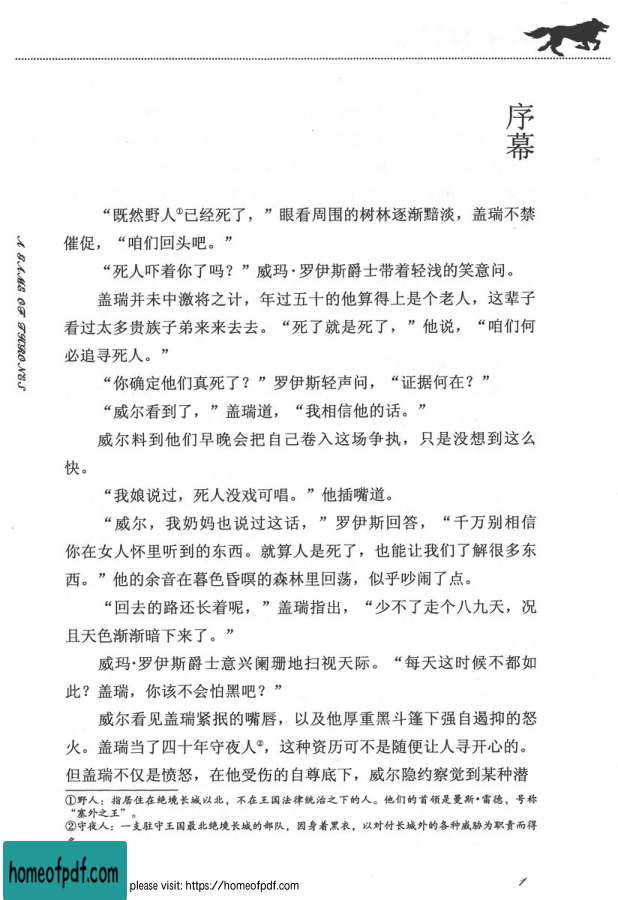 序幕
“既然野人①已经死了，”眼看周围的树林逐渐黯淡，盖瑞不禁
催促，“咱们回头吧。”
“死人吓着你了吗？”威玛·罗伊斯爵士带着轻浅的笑意问。
盖瑞并未中激将之计，年过五十的他算得上是个老人，这辈子
看过太多贵族子弟来来去去。“死了就是死了，”他说，“咱们何
必追寻死人。”
“你确定他们真死了？”罗伊斯轻声问，“证据何在？”
“威尔看到了，”盖瑞道，“我相信他的话。”
威尔料到他们早晚会把自己卷入这场争执，只是没想到这么
快。
“我娘说过，死人没戏可唱。”他插嘴道。
“威尔，我奶妈也说过这话，”罗伊斯回答，“千万别相信
你在女人怀里听到的东西。就算人是死了，也能让我们了解很多东
西。”他的余音在暮色昏暝的森林里回荡，似乎吵闹了点。
“回去的路还长着呢，”盖瑞指出，“少不了走个八九天，况
且天色渐渐暗下来了。”
威玛·罗伊斯爵士意兴阑珊地扫视天际。“每天这时候不都如
此？盖瑞，你该不会怕黑吧？”
威尔看见盖瑞紧抿的嘴唇，以及他厚重黑斗篷下强自遏抑的怒
火。盖瑞当了四十年守夜人②，这种资历可不是随便让人寻开心的。
但盖瑞不仅是愤怒，在他受伤的自尊底下，威尔隐约察觉到某种潜
①野人：指居住在绝境长城以北，不在王国法律统治之下的人。他们的首领是曼斯·雷德，号称
“塞外之王”。
②守夜人：一支驻守王国最北绝境长城的部队，因身着黑衣，以对付长城外的各种威胁为职责而得
A GAME OF THRONES
homeofpdf.com
please visit: https://homeofpdf.com
1